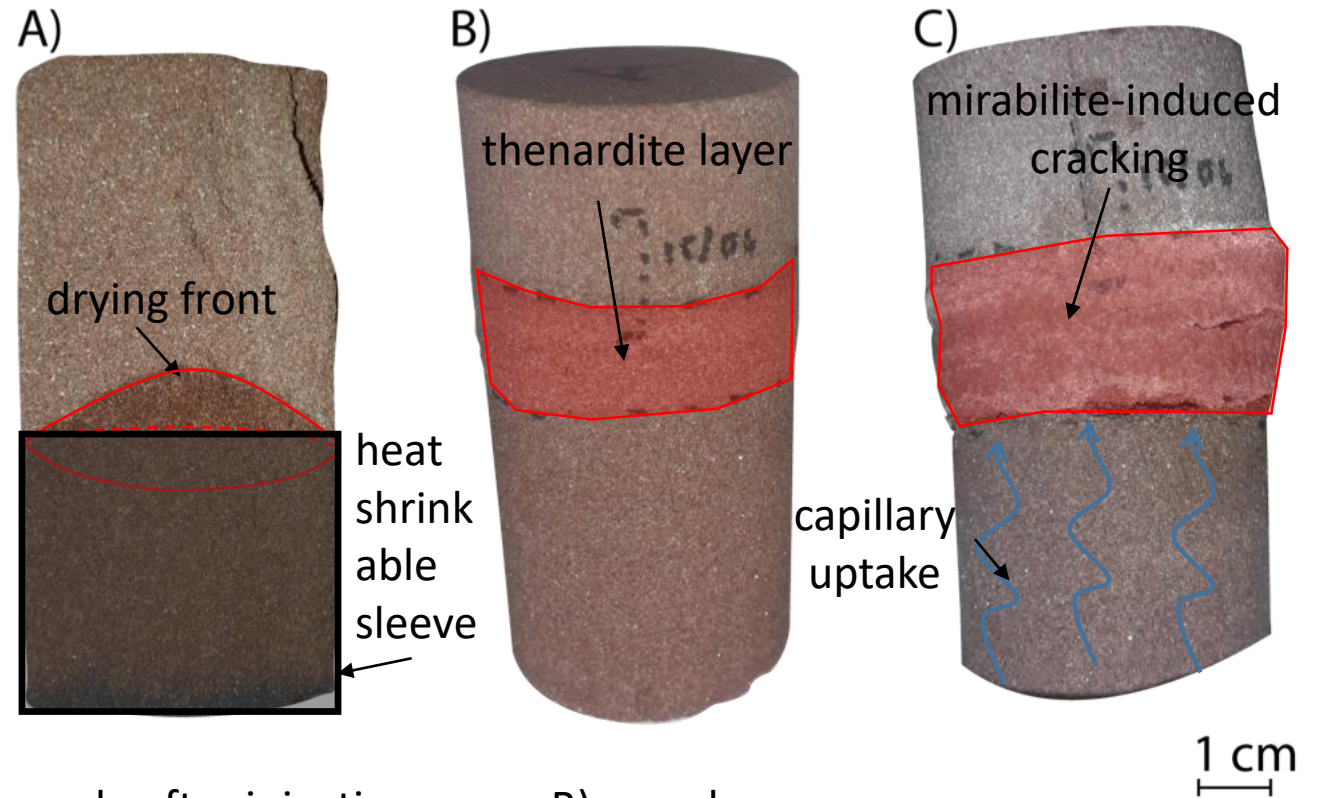 A)
B)
C)
mirabilite-induced
cracking
thenardite layer
drying front
heat
shrink
able
sleeve
capillary
uptake
1 cm
B)